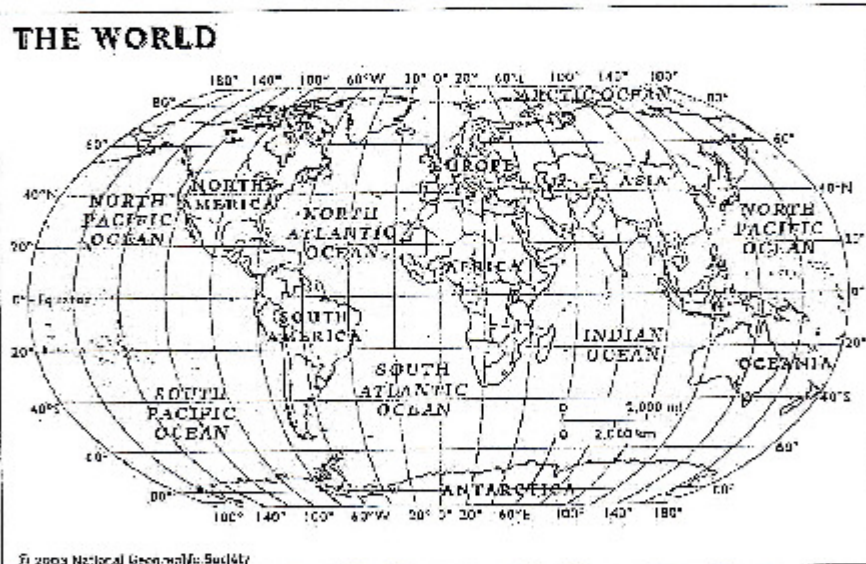 THE WORLD
180° 140° 100° 60°W 20° 0° 20° 60°E 100° 140° 180°
ARCTIC OCEAN
80° 80°
60° 60°
EUROPE
ASIA
NORTH
AMERICA
40°N 40°N
NORTH
PACIFIC
OCEAN
NORTH
ATLANTIC
OCEAN
NORTH
PACIFIC
OCEAN
20°
AFRICA
0° Equator 0°
SOUTH
AMERICA
INDIAN
OCEAN
20° 20°
OCEANIA
SOUTH
ATLANTIC
OCEAN
SOUTH
PACIFIC
OCEAN
40°S 40°S
0 2,000 mi
0 2,000 km
60° 60°
80° 80°
ANTARCTICA
140° 100° 60°W 20° 0° 20° 60°E 100° 140° 180°
© 2003 National Geographic Society